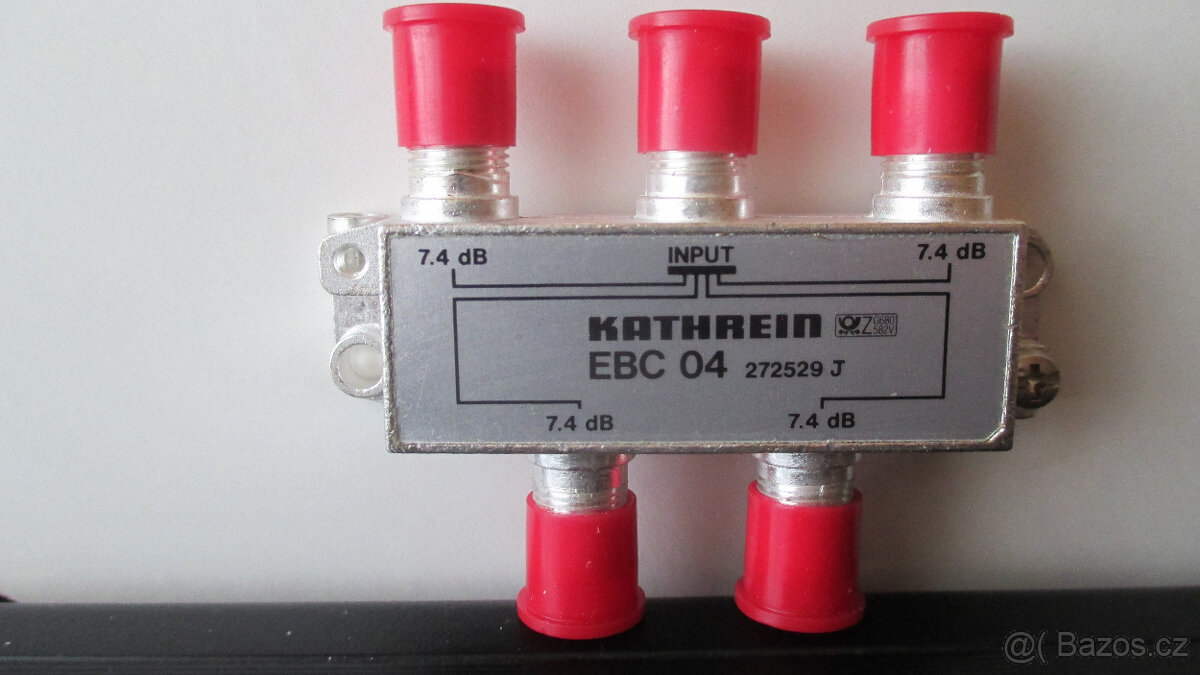 7.4 dB INPUT 7.4 dB
KATHREIN Z G680 582V
EBC 04 272529 J
7.4 dB 7.4 dB
@( Bazos.cz